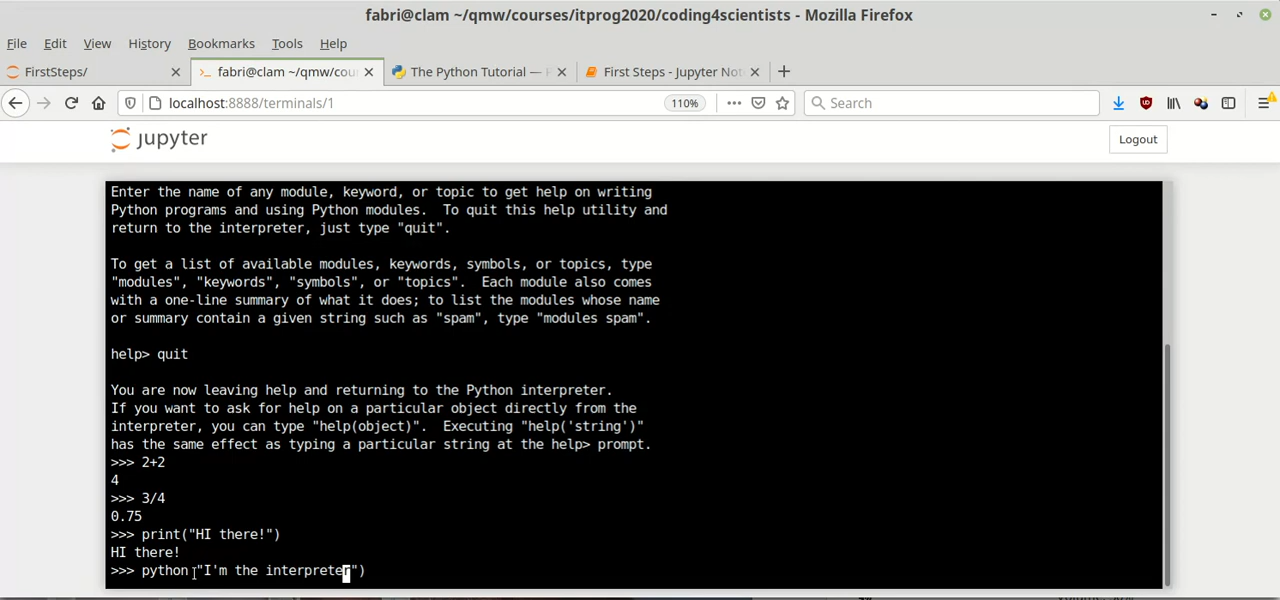 fabri@clam ~/qmw/courses/itprog2020/coding4scientists - Mozilla Firefox
File Edit View History Bookmarks Tools Help
FirstSteps/ fabri@clam ~/qmw/cou The Python Tutorial — First Steps - Jupyter Not
localhost:8888/terminals/1 110% Search
jupyter Logout
Enter the name of any module, keyword, or topic to get help on writing
Python programs and using Python modules.  To quit this help utility and
return to the interpreter, just type "quit".
To get a list of available modules, keywords, symbols, or topics, type
"modules", "keywords", "symbols", or "topics".  Each module also comes
with a one-line summary of what it does; to list the modules whose name
or summary contain a given string such as "spam", type "modules spam".
help> quit
You are now leaving help and returning to the Python interpreter.
If you want to ask for help on a particular object directly from the
interpreter, you can type "help(object)".  Executing "help('string')"
has the same effect as typing a particular string at the help> prompt.
>>> 2+2
4
>>> 3/4
0.75
>>> print("HI there!")
HI there!
>>> python "I'm the interpreter")